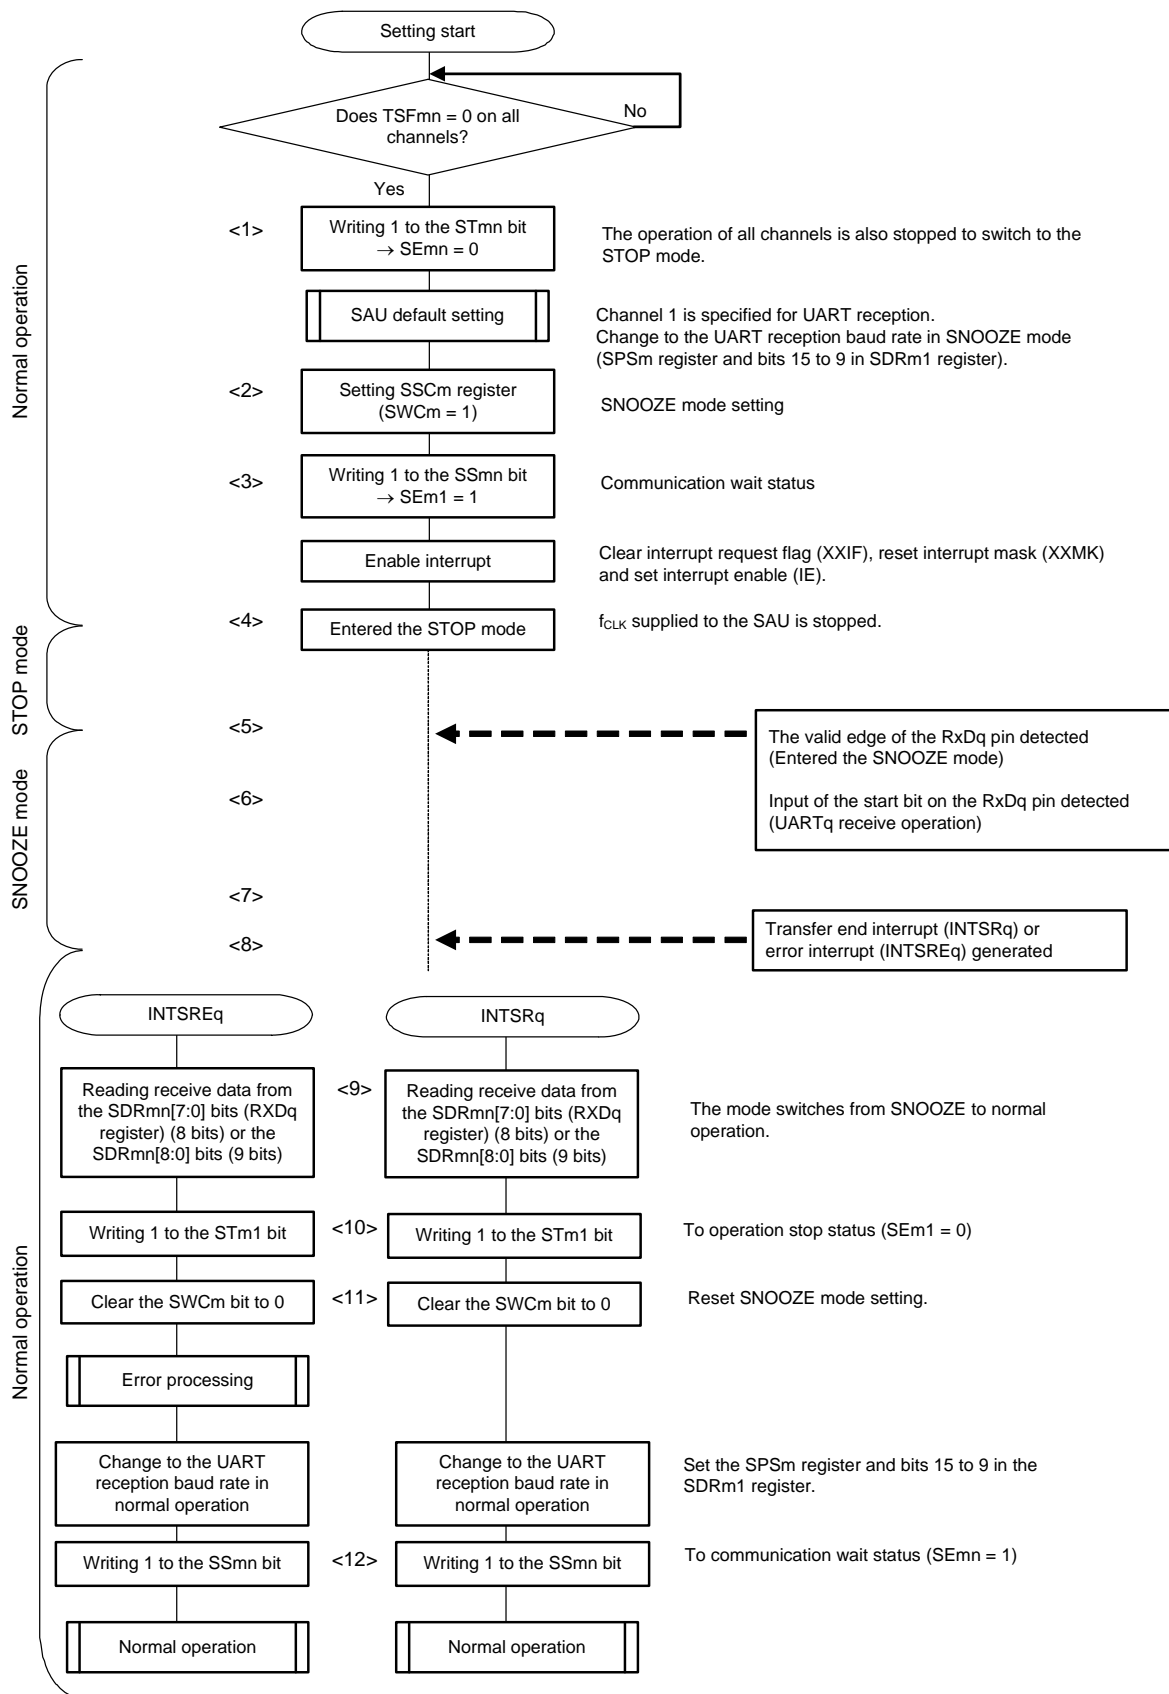 Setting start
Does TSFmn = 0 on all
channels?
No
Yes
<1>
Writing 1 to the STmn bit
→ SEmn = 0
The operation of all channels is also stopped to switch to the
STOP mode.
SAU default setting
Channel 1 is specified for UART reception.
Change to the UART reception baud rate in SNOOZE mode
(SPSm register and bits 15 to 9 in SDRm1 register).
Normal operation
<2>
Setting SSCm register
(SWCm = 1)
SNOOZE mode setting
<3>
Writing 1 to the SSmn bit
→ SEm1 = 1
Communication wait status
Enable interrupt
Clear interrupt request flag (XXIF), reset interrupt mask (XXMK)
and set interrupt enable (IE).
<4>
Entered the STOP mode
fCLK supplied to the SAU is stopped.
STOP mode
<5>
The valid edge of the RxDq pin detected
(Entered the SNOOZE mode)
<6>
Input of the start bit on the RxDq pin detected
(UARTq receive operation)
SNOOZE mode
<7>
<8>
Transfer end interrupt (INTSRq) or
error interrupt (INTSREq) generated
INTSREq
INTSRq
Reading receive data from
the SDRmn[7:0] bits (RXDq
register) (8 bits) or the
SDRmn[8:0] bits (9 bits)
<9>
Reading receive data from
the SDRmn[7:0] bits (RXDq
register) (8 bits) or the
SDRmn[8:0] bits (9 bits)
The mode switches from SNOOZE to normal
operation.
Writing 1 to the STm1 bit
<10>
Writing 1 to the STm1 bit
To operation stop status (SEm1 = 0)
Clear the SWCm bit to 0
<11>
Clear the SWCm bit to 0
Reset SNOOZE mode setting.
Normal operation
Error processing
Change to the UART
reception baud rate in
normal operation
Change to the UART
reception baud rate in
normal operation
Set the SPSm register and bits 15 to 9 in the
SDRm1 register.
Writing 1 to the SSmn bit
<12>
Writing 1 to the SSmn bit
To communication wait status (SEmn = 1)
Normal operation
Normal operation